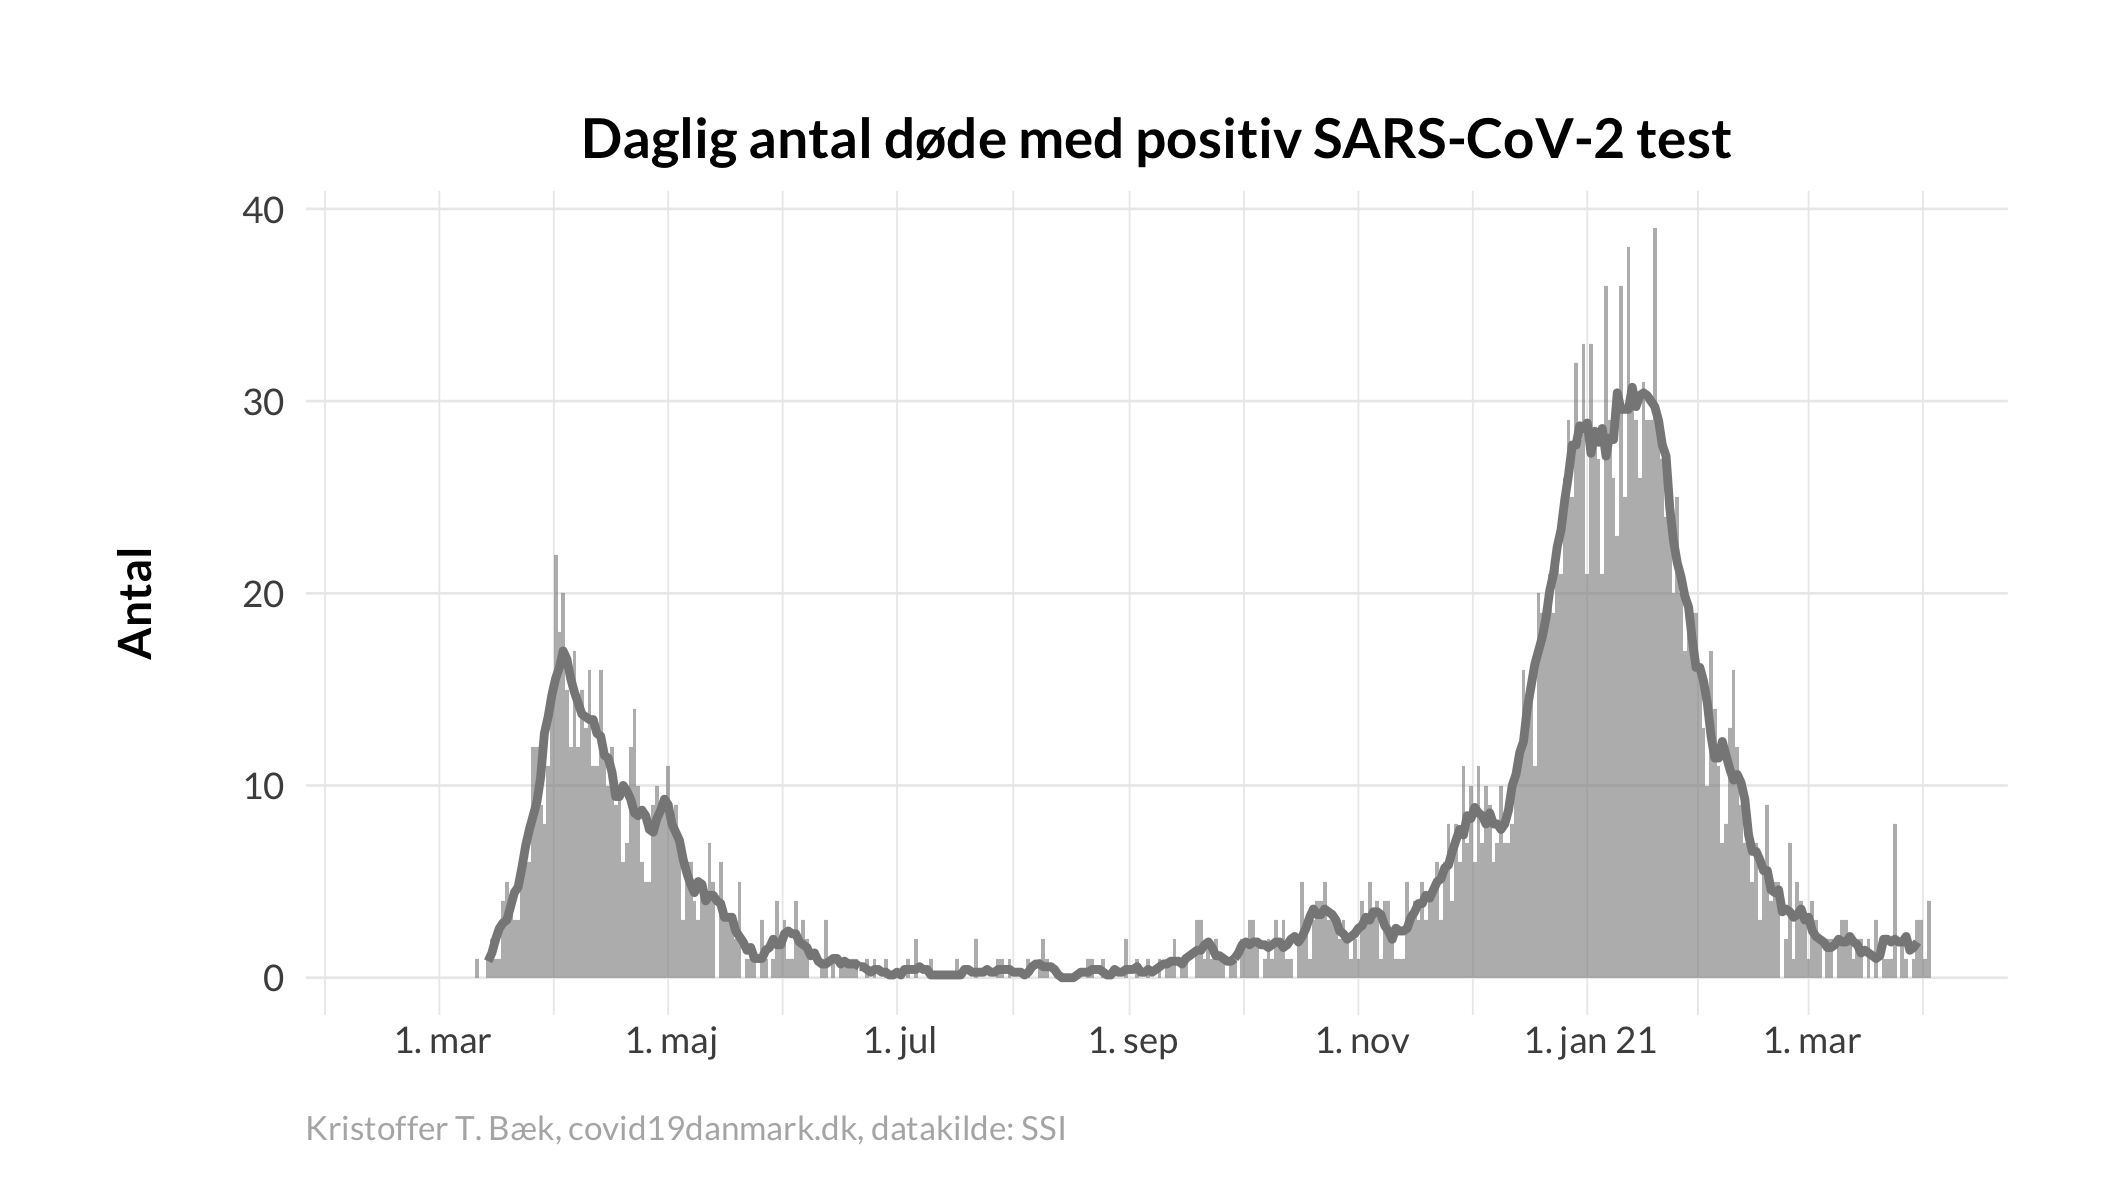 Daglig antal døde med positiv SARS-CoV-2 test
Antal
40
30
20
10
0
1. mar
1. maj
1. jul
1. sep
1. nov
1. jan 21
1. mar
Kristoffer T. Bæk, covid19danmark.dk, datakilde: SSI